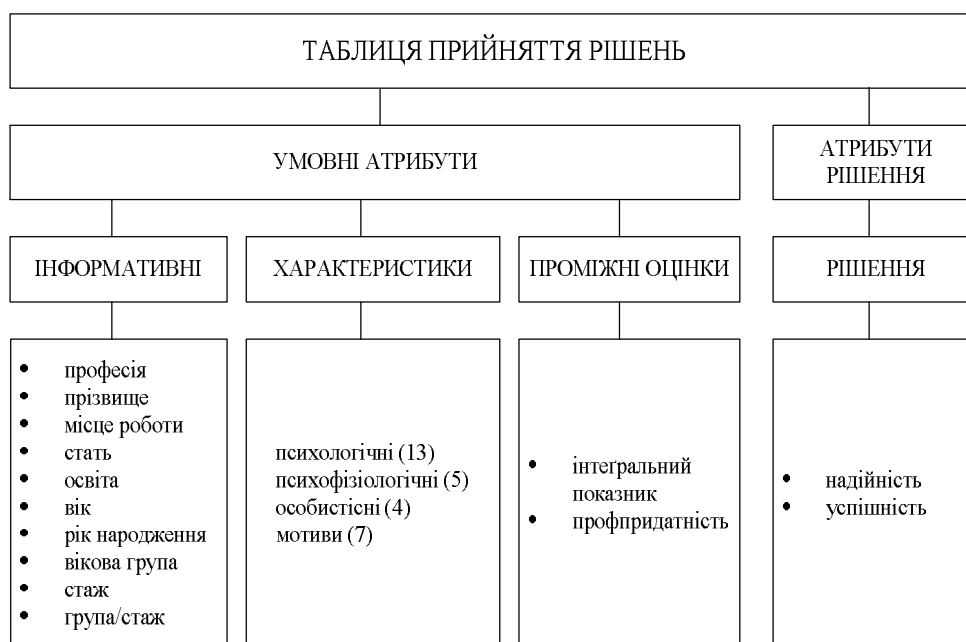 ТАБЛИЦЯ ПРИЙНЯТТЯ РІШЕНЬ
УМОВНІ АТРИБУТИ
АТРИБУТИ
РІШЕННЯ
ІНФОРМАТИВНІ
ХАРАКТЕРИСТИКИ
ПРОМІЖНІ ОЦІНКИ
РІШЕННЯ
• професія
• прізвище
• місце роботи
• стать
• освіта
• вік
• рік народження
• вікова група
• стаж
• група/стаж
психологічні (13)
психофізіологічні (5)
особистісні (4)
мотиви (7)
• інтеґральний
показник
• профпридатність
• надійність
• успішність